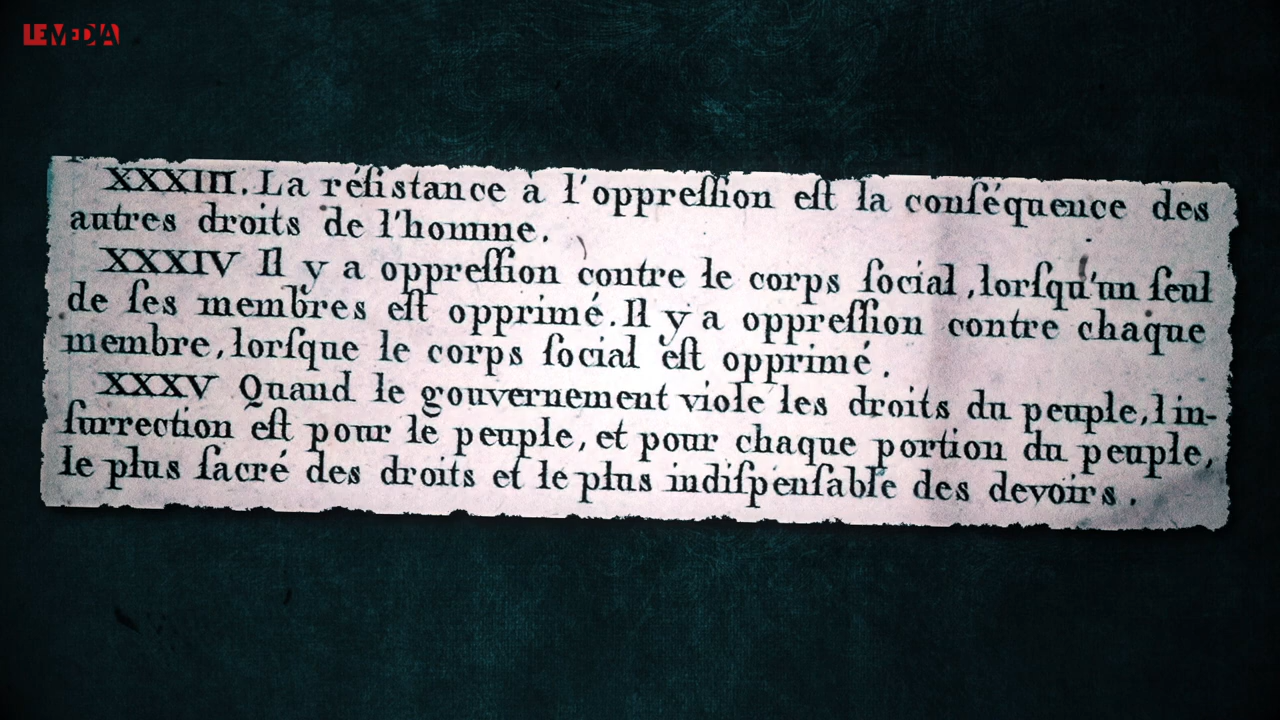 LEMEDIA
XXXIII. La réſiſtance à l'oppreſſion eſt la conſéquence des
autres droits de l'homme.
XXXIV Il y a oppreſſion contre le corps ſocial, lorſqu'un ſeul
de ſes membres eſt opprimé. Il y a oppreſſion contre chaque
membre, lorſque le corps ſocial eſt opprimé.
XXXV Quand le gouvernement viole les droits du peuple, l'in-
ſurrection eſt pour le peuple, et pour chaque portion du peuple,
le plus ſacré des droits et le plus indiſpenſable des devoirs.